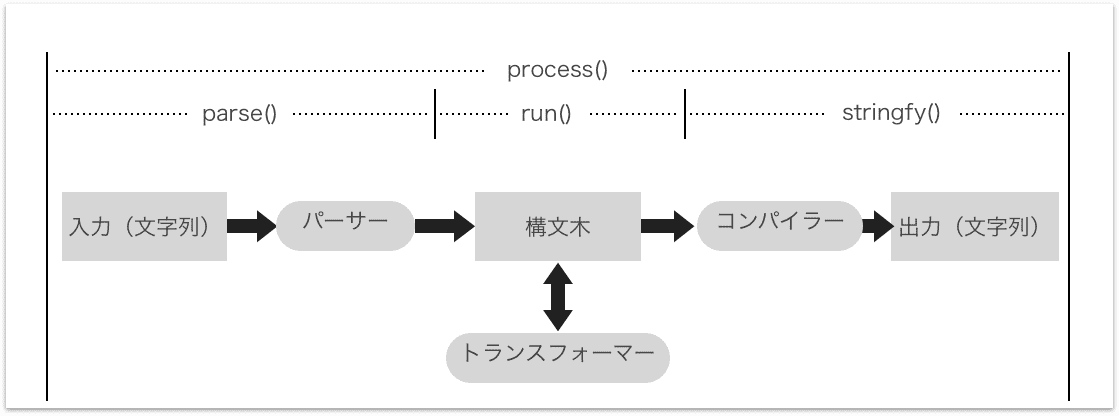 process()
parse()
run()
stringfy()
入力（文字列）
パーサー
構文木
コンパイラー
出力（文字列）
トランスフォーマー